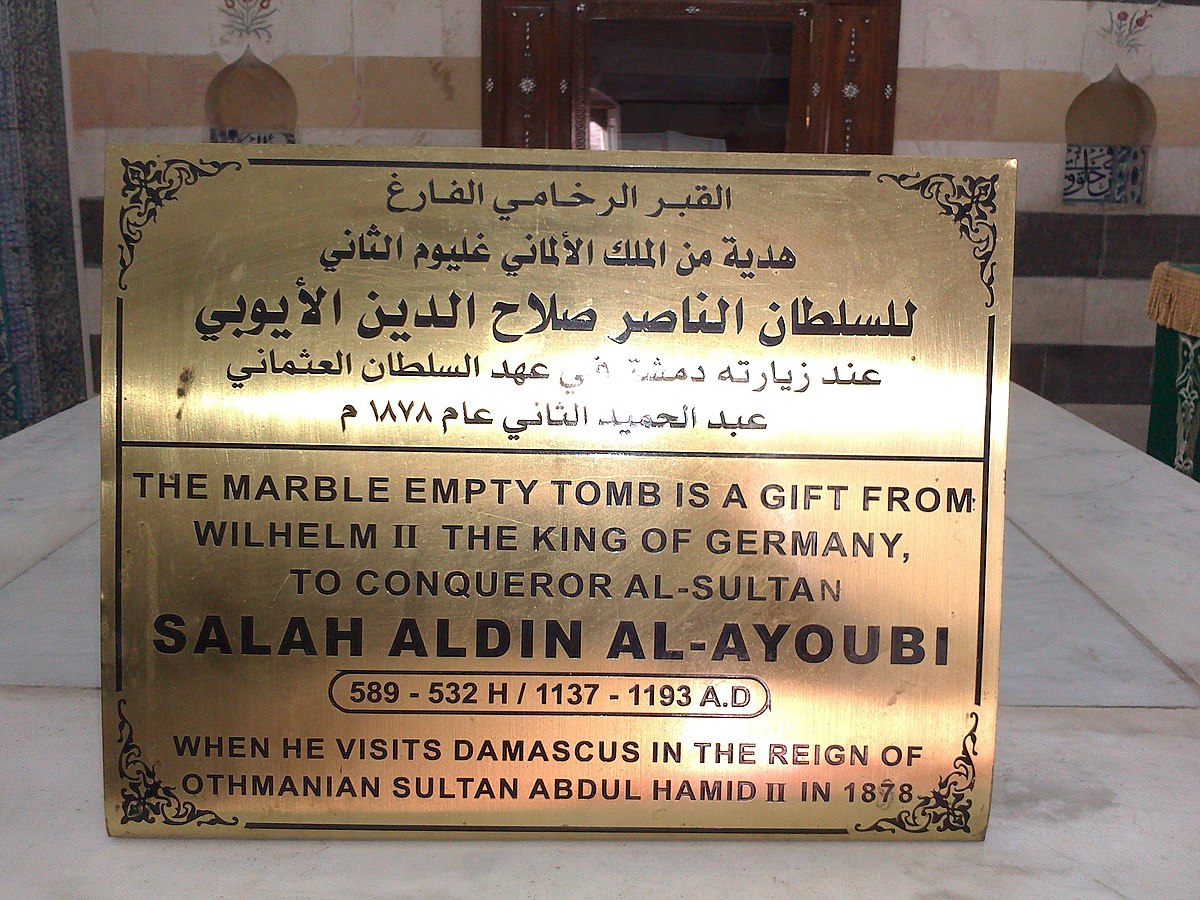 القبر الرخامي الفارغ
هدية من الملك الألماني غليوم الثاني
للسلطان الناصر صلاح الدين الأيوبي
عند زيارته دمشق في عهد السلطان العثماني
عبد الحميد الثاني عام ١٨٧٨ م
THE MARBLE EMPTY TOMB IS A GIFT FROM
WILHELM II THE KING OF GERMANY,
TO CONQUEROR AL-SULTAN
SALAH ALDIN AL-AYOUBI
589 - 532 H / 1137 - 1193 A.D
WHEN HE VISITS DAMASCUS IN THE REIGN OF
OTHMANIAN SULTAN ABDUL HAMID II IN 1878